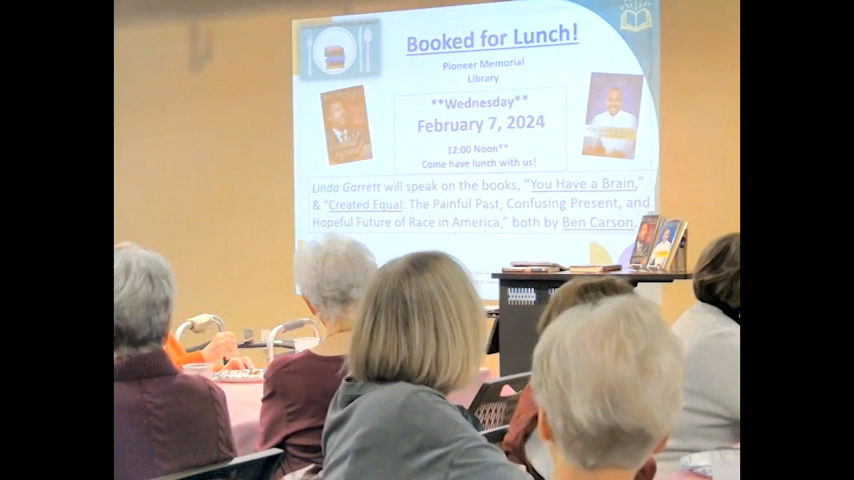 Booked for Lunch!
Pioneer Memorial
Library
**Wednesday**
February 7, 2024
12:00 Noon**
Come have lunch with us!
Linda Garrett will speak on the books, "You Have a Brain,"
& "Created Equal: The Painful Past, Confusing Present, and
Hopeful Future of Race in America," both by Ben Carson.